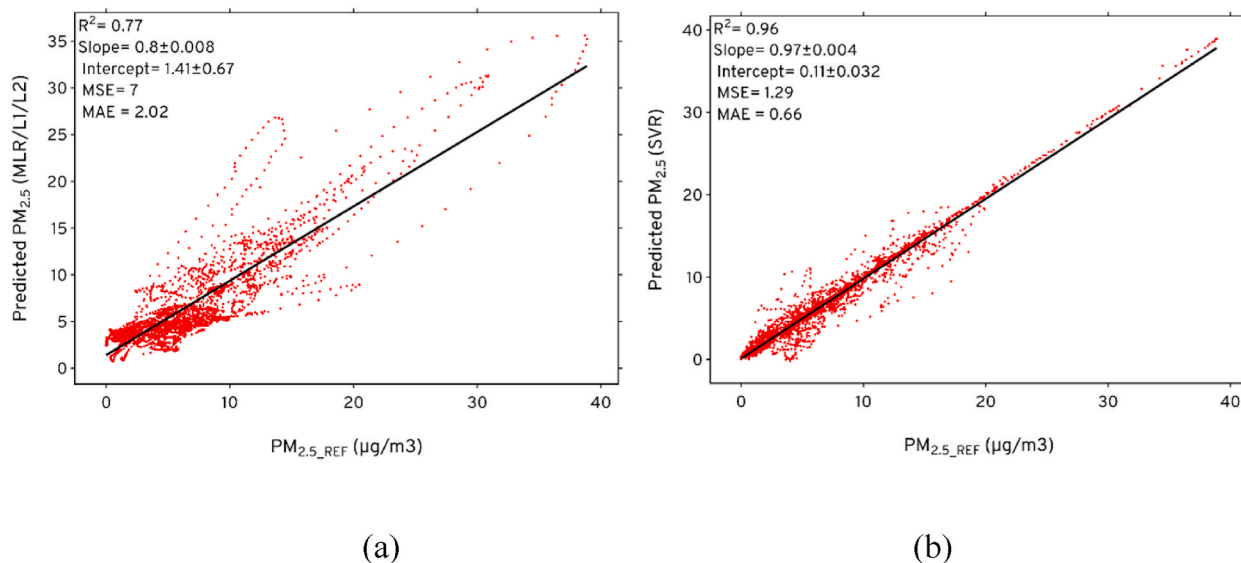 R²= 0.77
Slope= 0.8±0.008
Intercept= 1.41±0.67
MSE= 7
MAE = 2.02
Predicted PM₂.₅ (MLR/L1/L2)
35
30
25
20
15
10
5
0
0 10 20 30 40
PM₂.₅_REF (µg/m3)
(a)
R²= 0.96
Slope= 0.97±0.004
Intercept= 0.11±0.032
MSE= 1.29
MAE= 0.66
Predicted PM₂.₅ (SVR)
40
30
20
10
0
0 10 20 30 40
PM₂.₅_REF (µg/m3)
(b)